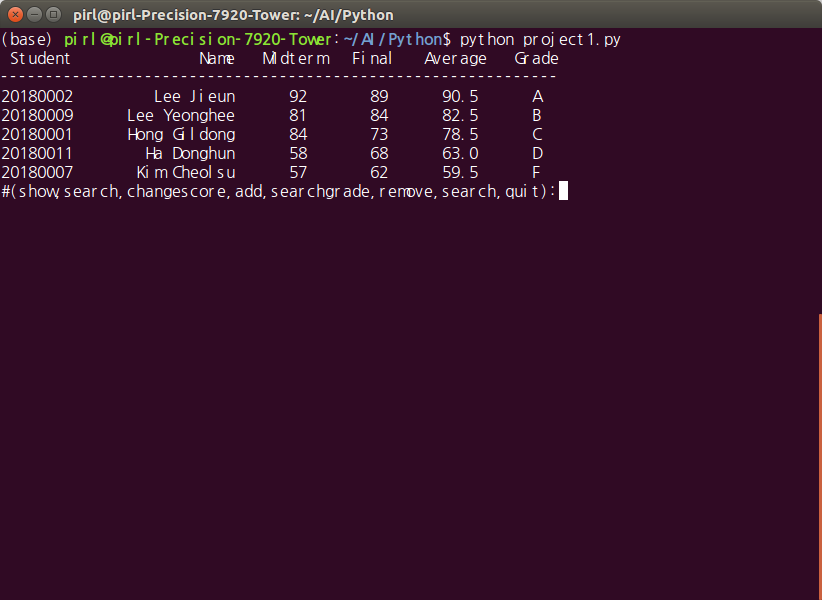 pirl@pirl-Precision-7920-Tower: ~/AI/Python
(base) pirl@pirl-Precision-7920-Tower:~/AI/Python$ python project1.py
Student Name Midterm Final Average Grade
--------------------------------------------------------------
20180002 Lee Jieun 92 89 90.5 A
20180009 Lee Yeonghee 81 84 82.5 B
20180001 Hong Gildong 84 73 78.5 C
20180011 Ha Donghun 58 68 63.0 D
20180007 Kim Cheolsu 57 62 59.5 F
#(show,search,changescore,add,searchgrade,remove,search,quit):